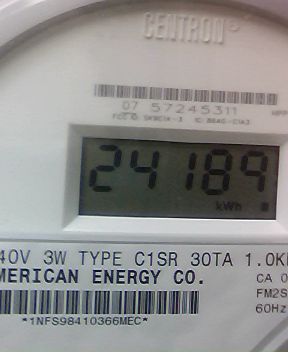 CENTRON®
07 57245311
24189
kWh
40V 3W TYPE C1SR 30TA 1.0K
MERICAN ENERGY CO.
CA 0
FM2S
60Hz
*1NFS98410366MEC*